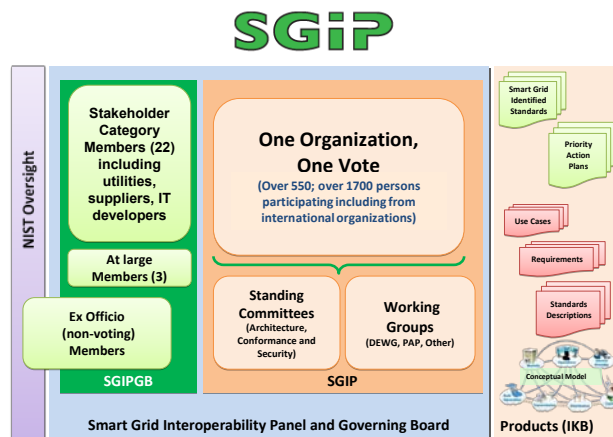 SGiP
NIST Oversight
Stakeholder
Category
Members (22)
including
utilities,
suppliers, IT
developers
At large
Members (3)
Ex Officio
(non-voting)
Members
SGIPGB
One Organization,
One Vote
(Over 550; over 1700 persons
participating including from
international organizations)
Standing
Committees
(Architecture,
Conformance and
Security)
Working
Groups
(DEWG, PAP, Other)
SGIP
Smart Grid Interoperability Panel and Governing Board
Smart Grid
Identified
Standards
Priority
Action
Plans
Use Cases
Requirements
Standards
Descriptions
Conceptual Model
Products (IKB)